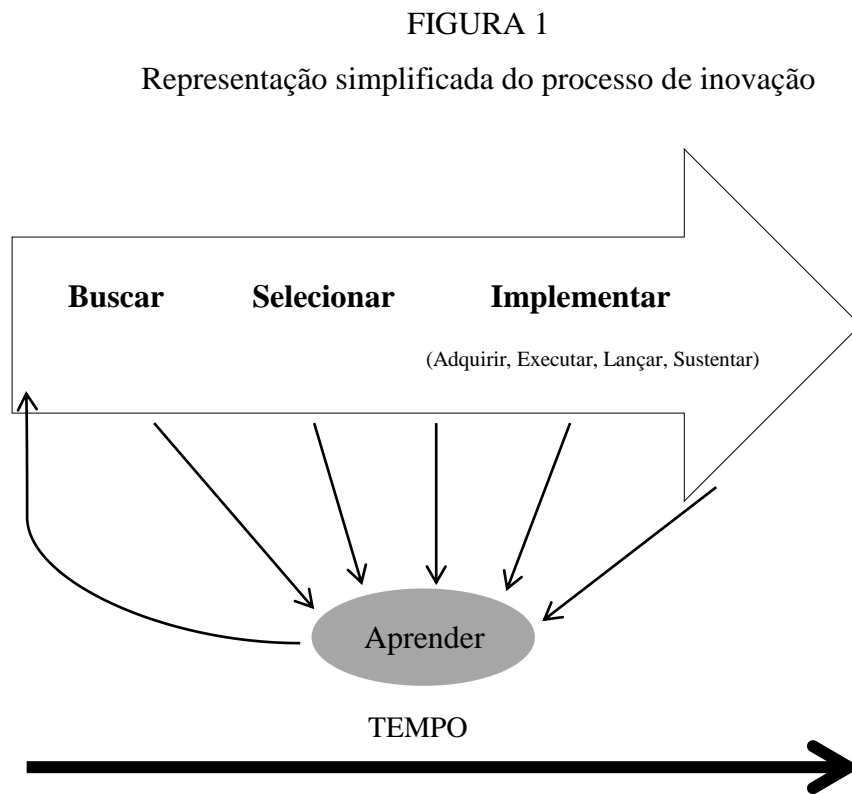 FIGURA 1
Representação simplificada do processo de inovação
Buscar Selecionar Implementar
(Adquirir, Executar, Lançar, Sustentar)
Aprender
TEMPO